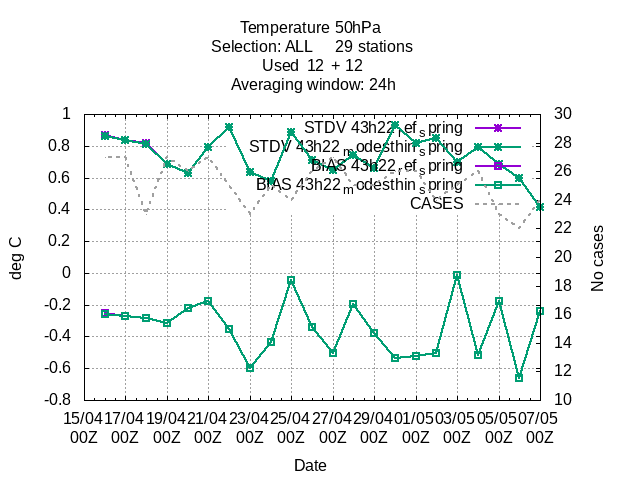 Temperature 50hPa
Selection: ALL 29 stations
Used 12 + 12
Averaging window: 24h
STDV 43h22_ref_spring
STDV 43h22_modesthin_spring
BIAS 43h22_ref_spring
BIAS 43h22_modesthin_spring
CASES
1
0.8
0.6
0.4
0.2
0
-0.2
-0.4
-0.6
-0.8
30
28
26
24
22
20
18
16
14
12
10
deg C
No cases
15/04 17/04 19/04 21/04 23/04 25/04 27/04 29/04 01/05 03/05 05/05 07/05
00Z 00Z 00Z 00Z 00Z 00Z 00Z 00Z 00Z 00Z 00Z 00Z
Date